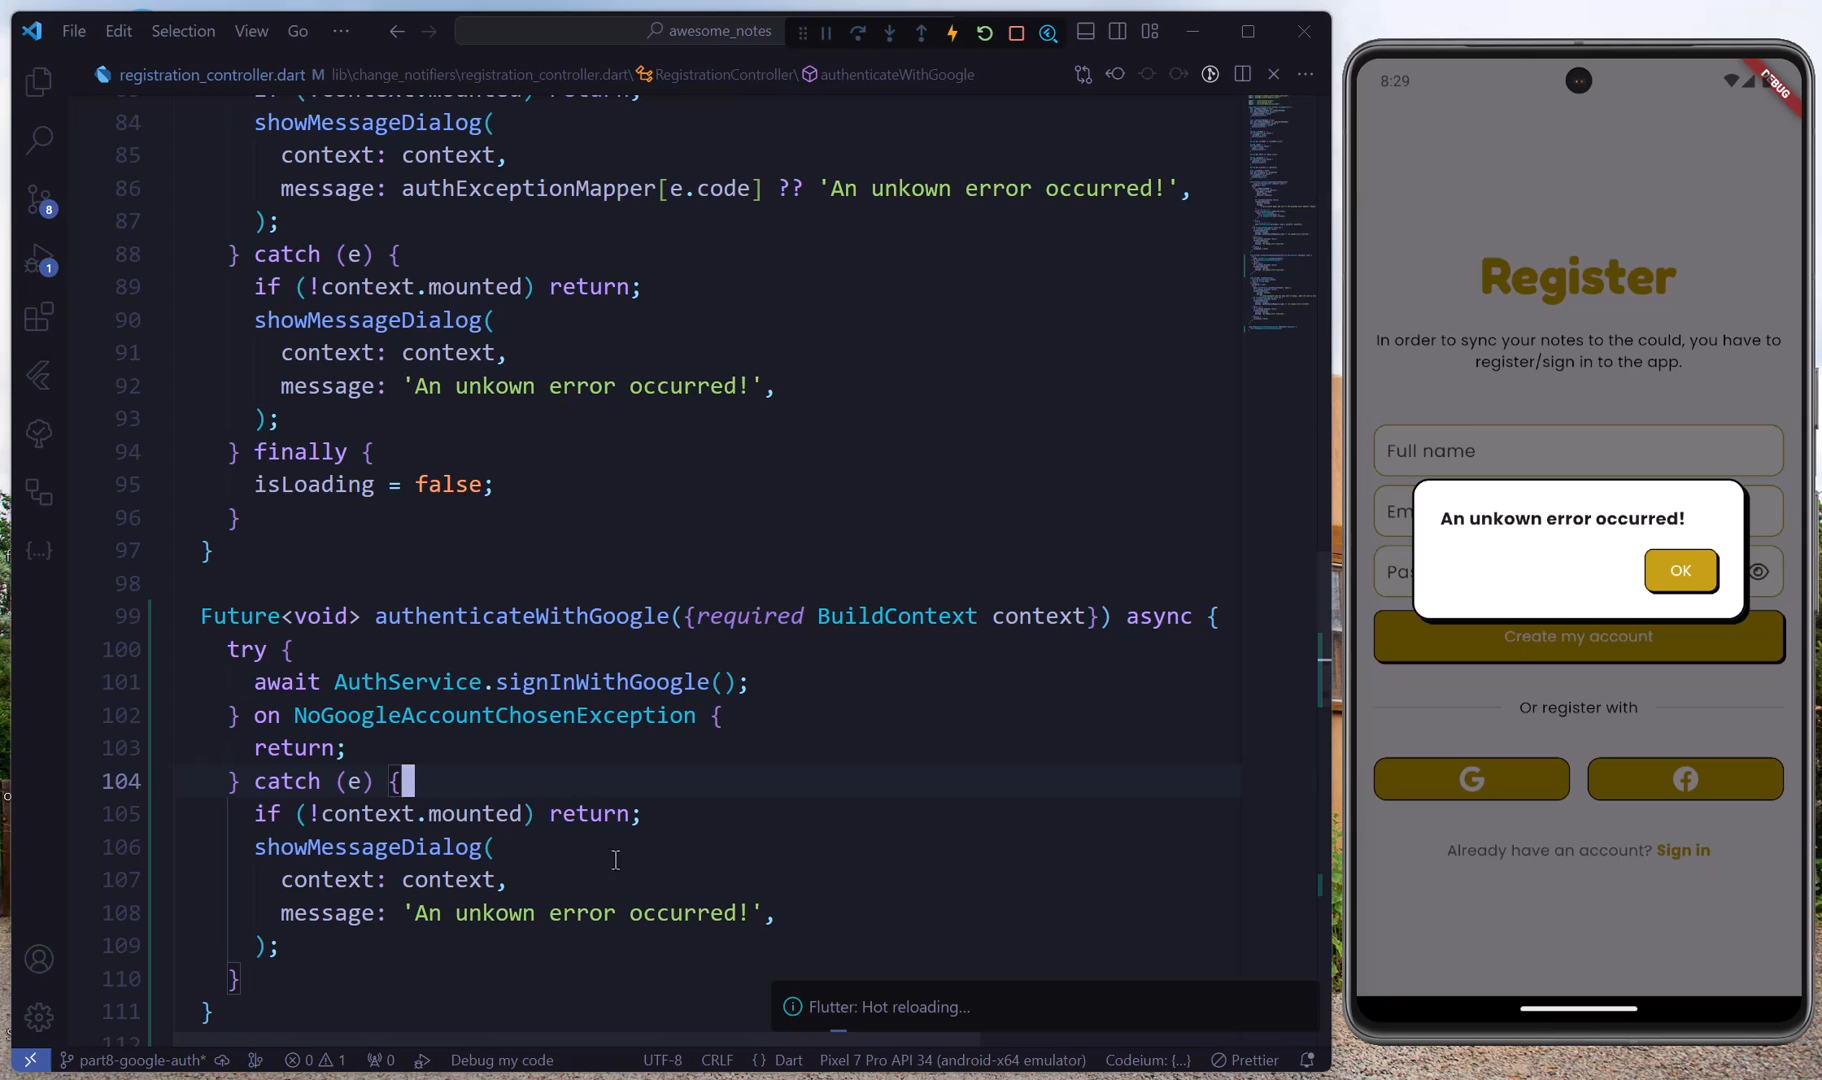 File Edit Selection View Go ··· awesome_notes
registration_controller.dart M lib\change_notifiers\registration_controller.dart\ RegistrationController\ authenticateWithGoogle
84 showMessageDialog(
85 context: context,
86 message: authExceptionMapper[e.code] ?? 'An unkown error occurred!',
87 );
88 } catch (e) {
89 if (!context.mounted) return;
90 showMessageDialog(
91 context: context,
92 message: 'An unkown error occurred!',
93 );
94 } finally {
95 isLoading = false;
96 }
97 }
98
99 Future<void> authenticateWithGoogle({required BuildContext context}) async {
100 try {
101 await AuthService.signInWithGoogle();
102 } on NoGoogleAccountChosenException {
103 return;
104 } catch (e) {
105 if (!context.mounted) return;
106 showMessageDialog(
107 context: context,
108 message: 'An unkown error occurred!',
109 );
110 }
111 }
8
1
Flutter: Hot reloading...
part8-google-auth* 0 1 0 Debug my code UTF-8 CRLF {} Dart Pixel 7 Pro API 34 (android-x64 emulator) Codeium: {...} Prettier
8:29
DEBUG
Register
In order to sync your notes to the could, you have to
register/sign in to the app.
Full name
Em
An unkown error occurred!
Pas
OK
Create my account
Or register with
G f
Already have an account? Sign in